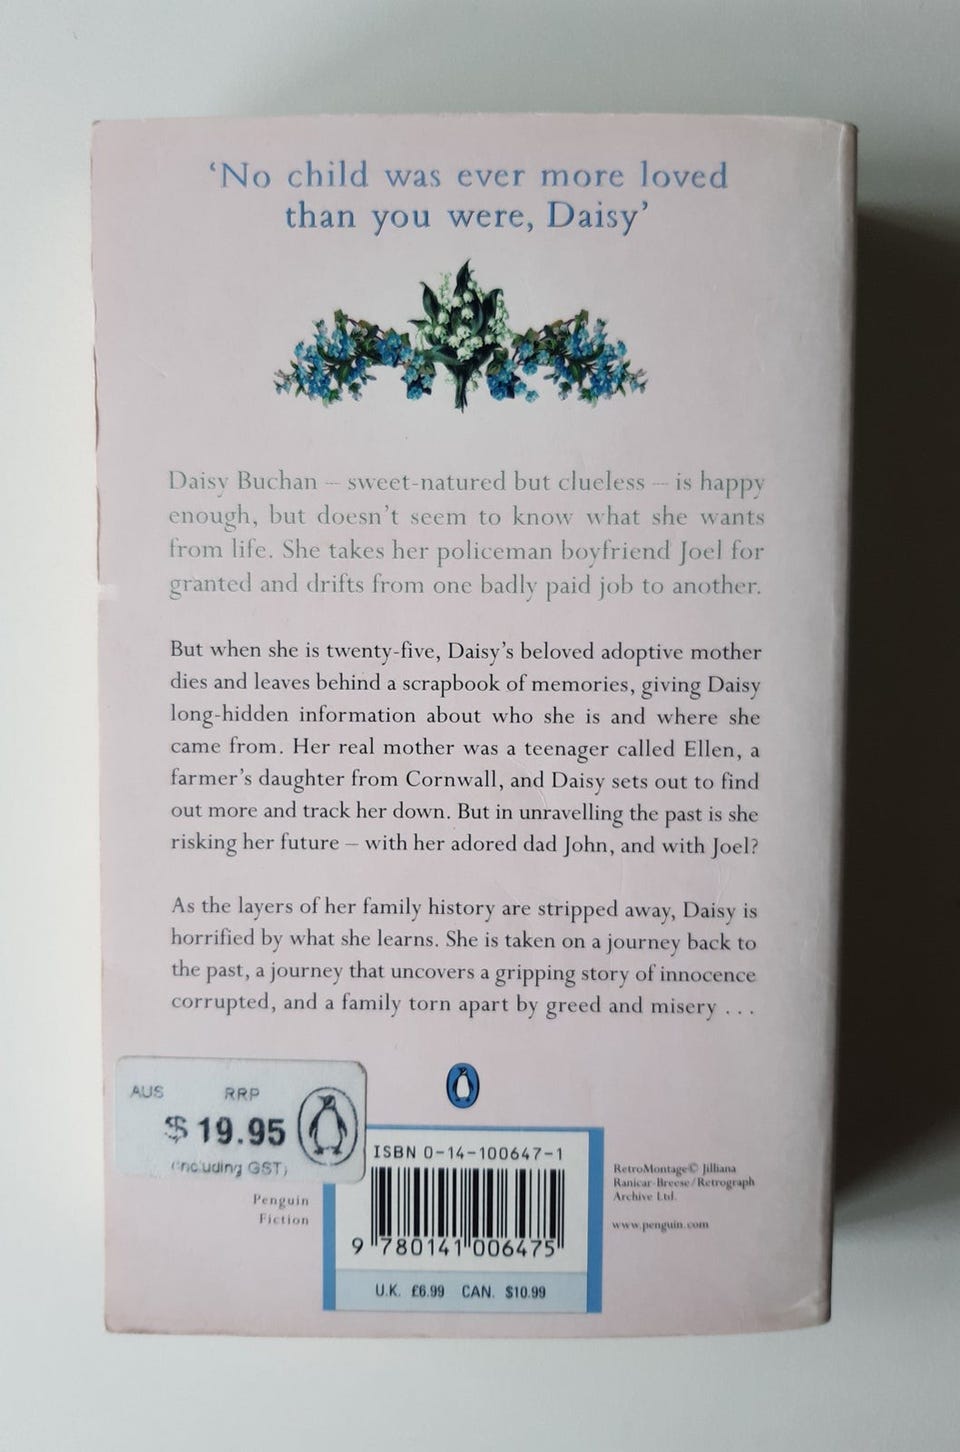 ‘No child was ever more loved
than you were, Daisy’
Daisy Buchan – sweet-natured but clueless – is happy
enough, but doesn’t seem to know what she wants
from life. She takes her policeman boyfriend Joel for
granted and drifts from one badly paid job to another.
But when she is twenty-five, Daisy’s beloved adoptive mother
dies and leaves behind a scrapbook of memories, giving Daisy
long-hidden information about who she is and where she
came from. Her real mother was a teenager called Ellen, a
farmer’s daughter from Cornwall, and Daisy sets out to find
out more and track her down. But in unravelling the past is she
risking her future – with her adored dad John, and with Joel?
As the layers of her family history are stripped away, Daisy is
horrified by what she learns. She is taken on a journey back to
the past, a journey that uncovers a gripping story of innocence
corrupted, and a family torn apart by greed and misery . . .
AUS RRP
$ 19.95
(including GST)
Penguin
Fiction
ISBN 0-14-100647-1
9 780141 006475
U.K. £6.99 CAN. $10.99
RetroMontage© Jilliana
Ranicar-Breese/Retrograph
Archive Ltd.
www.penguin.com